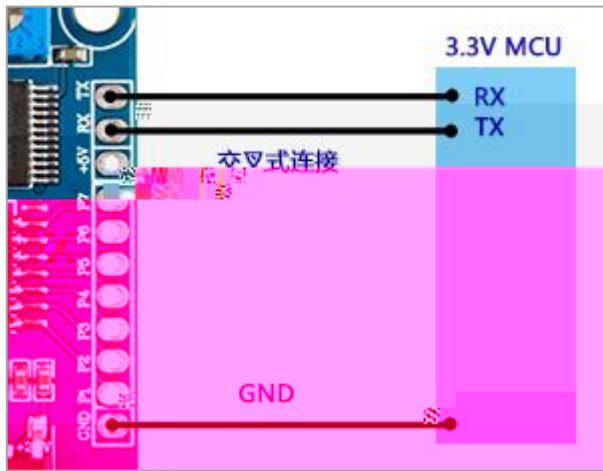 3.3V MCU
TX
RX
RX
TX
+5V
交叉式连接
P7
P6
P5
P4
P3
P2
P1
GND
GND